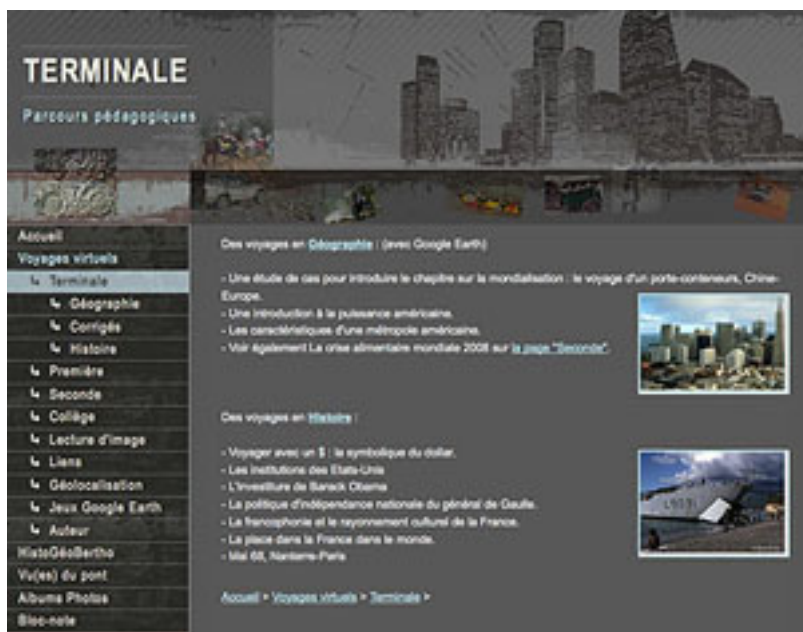 TERMINALE
Parcours pédagogiques
Accueil
Voyages virtuels
↳ Terminale
↳ Géographie
↳ Corrigés
↳ Histoire
↳ Première
↳ Seconde
↳ Collège
↳ Lecture d'image
↳ Liens
↳ Géolocalisation
↳ Jeux Google Earth
↳ Auteur
HistoGéoBertho
Vu(es) du pont
Albums Photos
Bloc-note
Des voyages en Géographie : (avec Google Earth)
- Une étude de cas pour introduire le chapitre sur la mondialisation : le voyage d'un porte-conteneurs, Chine-
Europe.
- Une introduction à la puissance américaine.
- Les caractéristiques d'une métropole américaine.
- Voir également La crise alimentaire mondiale 2008 sur la page "Seconde".
Des voyages en Histoire :
- Voyager avec un $ : la symbolique du dollar.
- Les institutions des Etats-Unis
- L'investiture de Barack Obama
- La politique d'indépendance nationale du général de Gaulle.
- La francophonie et le rayonnement culturel de la France.
- La place dans la France dans le monde.
- Mai 68, Nanterre-Paris
Accueil > Voyages virtuels > Terminale >